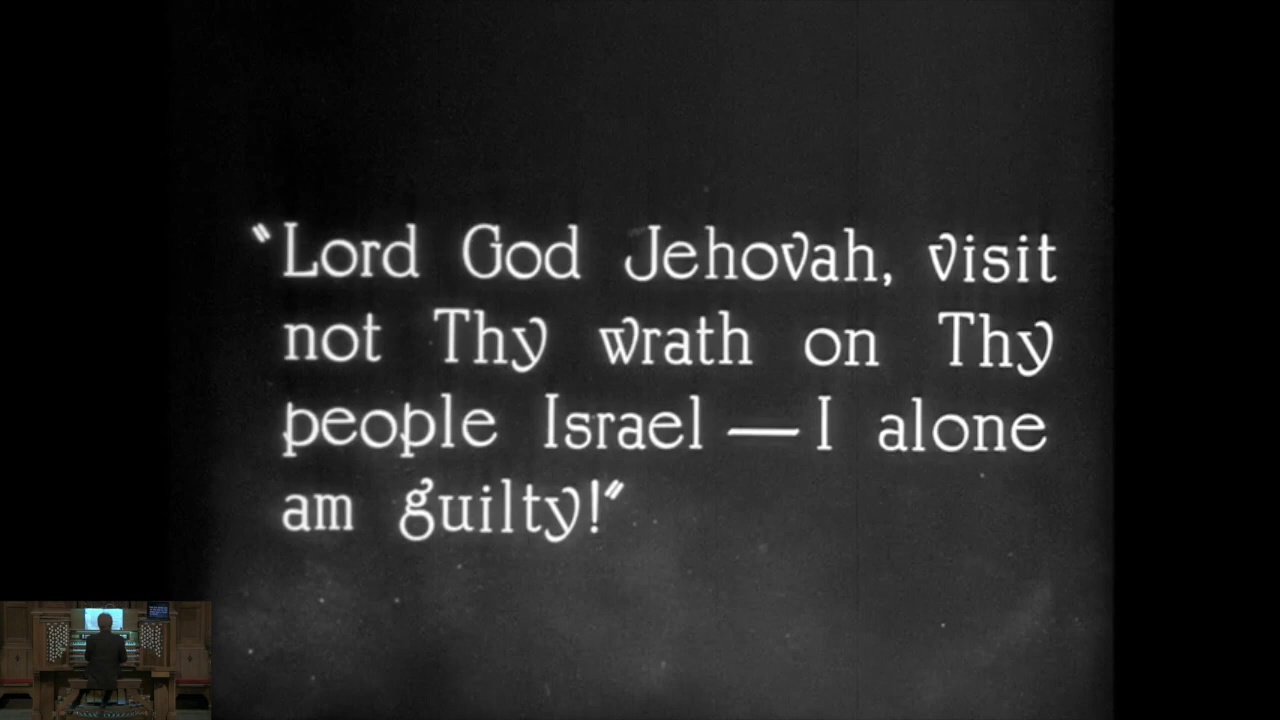 “Lord God Jehovah, visit
not Thy wrath on Thy
people Israel — I alone
am guilty!”